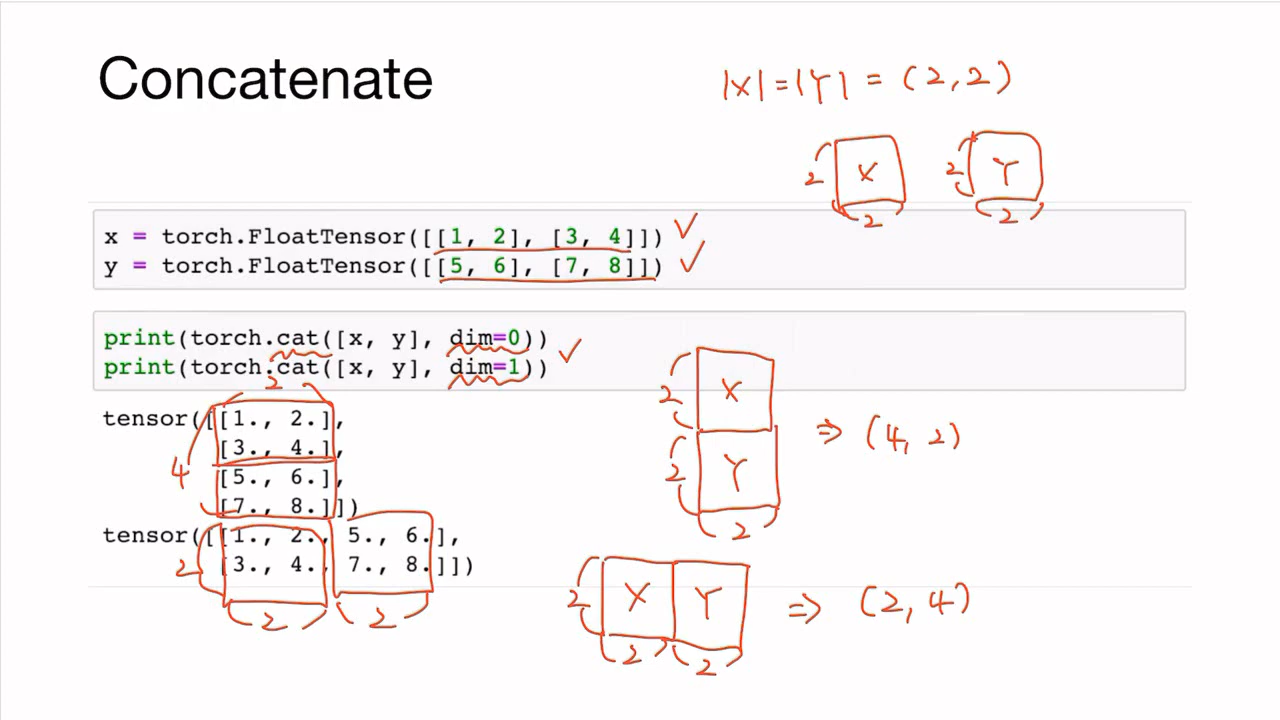 Concatenate
|X| = |Y| = (2,2)
2 X 2
2 Y 2
x = torch.FloatTensor([[1, 2], [3, 4]])
y = torch.FloatTensor([[5, 6], [7, 8]])
print(torch.cat([x, y], dim=0))
print(torch.cat([x, y], dim=1))
2
tensor([[1., 2.],
[3., 4.],
4
[5., 6.],
[7., 8.]])
tensor([[1., 2., 5., 6.],
2
[3., 4., 7., 8.]])
2 2
2 X
2 Y
2
⇒ (4, 2)
2 X Y
2 2
⇒ (2, 4)